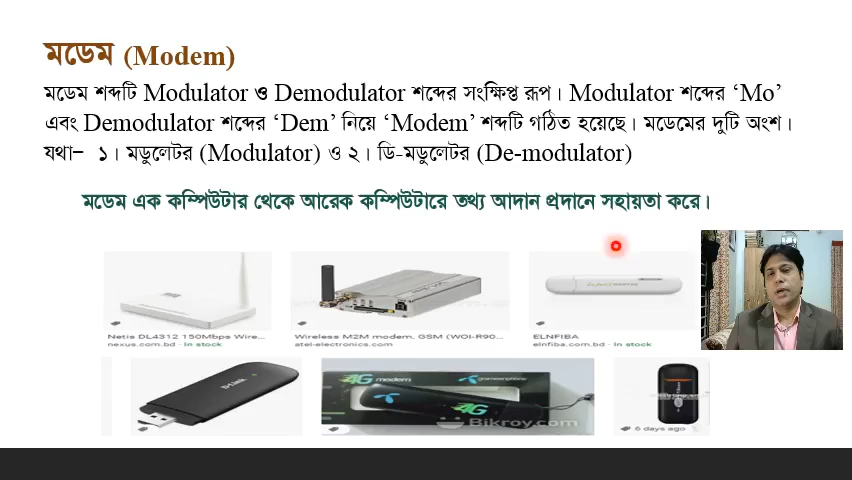 মডেম (Modem)
মডেম শব্দটি Modulator ও Demodulator শব্দের সংক্ষিপ্ত রূপ। Modulator শব্দের ‘Mo’
এবং Demodulator শব্দের ‘Dem’ নিয়ে ‘Modem’ শব্দটি গঠিত হয়েছে। মডেমের দুটি অংশ।
যথা– ১। মডুলেটর (Modulator) ও ২। ডি-মডুলেটর (De-modulator)
মডেম এক কম্পিউটার থেকে আরেক কম্পিউটারে তথ্য আদান প্রদানে সহায়তা করে।
Netis DL4312 150Mbps Wire...
nexus.com.bd · In stock
Wireless M2M modem, GSM (WOI-R90...
atel-electronics.com
ELNFIBA
elnfiba.com.bd · In stock
D-Link
4G modem
grameenphone
4G
Bikroy.com
6 days ago